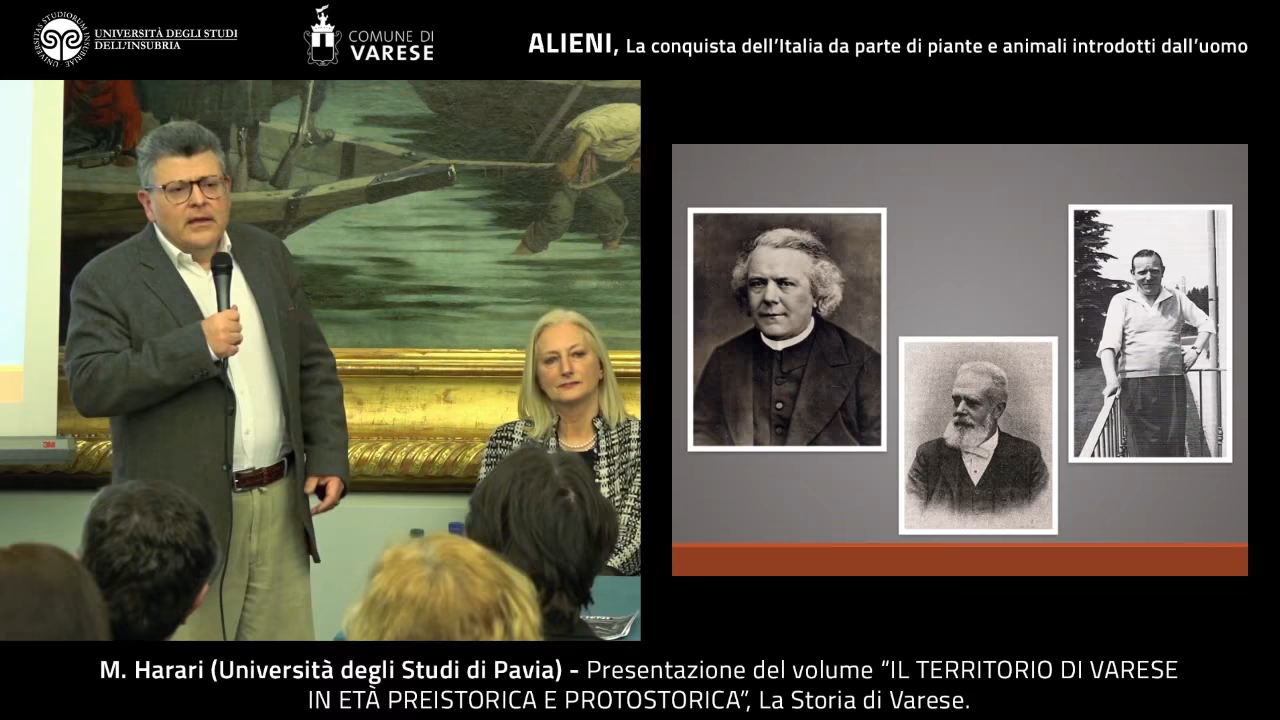 UNIVERSITÀ DEGLI STUDI
DELL'INSUBRIA
COMUNE DI
VARESE
ALIENI, La conquista dell'Italia da parte di piante e animali introdotti dall'uomo
3M
M. Harari (Università degli Studi di Pavia) - Presentazione del volume "IL TERRITORIO DI VARESE
IN ETÀ PREISTORICA E PROTOSTORICA", La Storia di Varese.